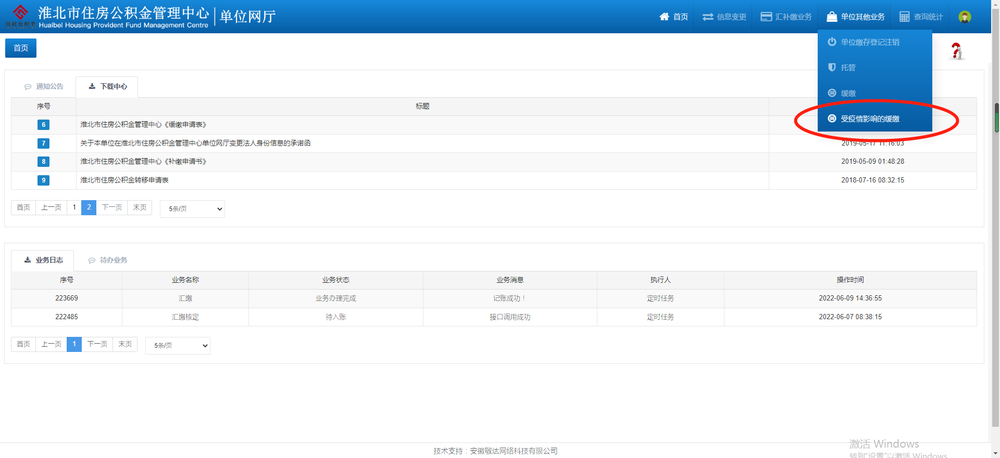 淮北市住房公积金管理中心 单位网厅
Huaibei Housing Provident Fund Management Centre
住房公积金
首页 信息变更 汇补缴业务 单位其他业务 查询统计
首页
单位缴存登记注销
托管
缓缴
受疫情影响的缓缴
通知公告 下载中心
序号 标题
6 淮北市住房公积金管理中心《缓缴申请表》
7 关于本单位在淮北市住房公积金管理中心单位网厅变更法人身份信息的承诺函 2019-05-17 11:16:03
8 淮北市住房公积金管理中心《补缴申请书》 2019-05-09 01:48:28
9 淮北市住房公积金转移申请表 2018-07-16 08:32:15
首页 上一页 1 2 下一页 末页 5条/页
业务日志 待办业务
序号 业务名称 业务状态 业务消息 执行人 操作时间
223669 汇缴 业务办理完成 记账成功！ 定时任务 2022-06-09 14:36:55
222485 汇缴核定 待入账 接口调用成功 定时任务 2022-06-07 08:38:15
首页 上一页 1 下一页 末页 5条/页
技术支持：安徽敏达网络科技有限公司
激活 Windows
转到"设置"以激活 Windows